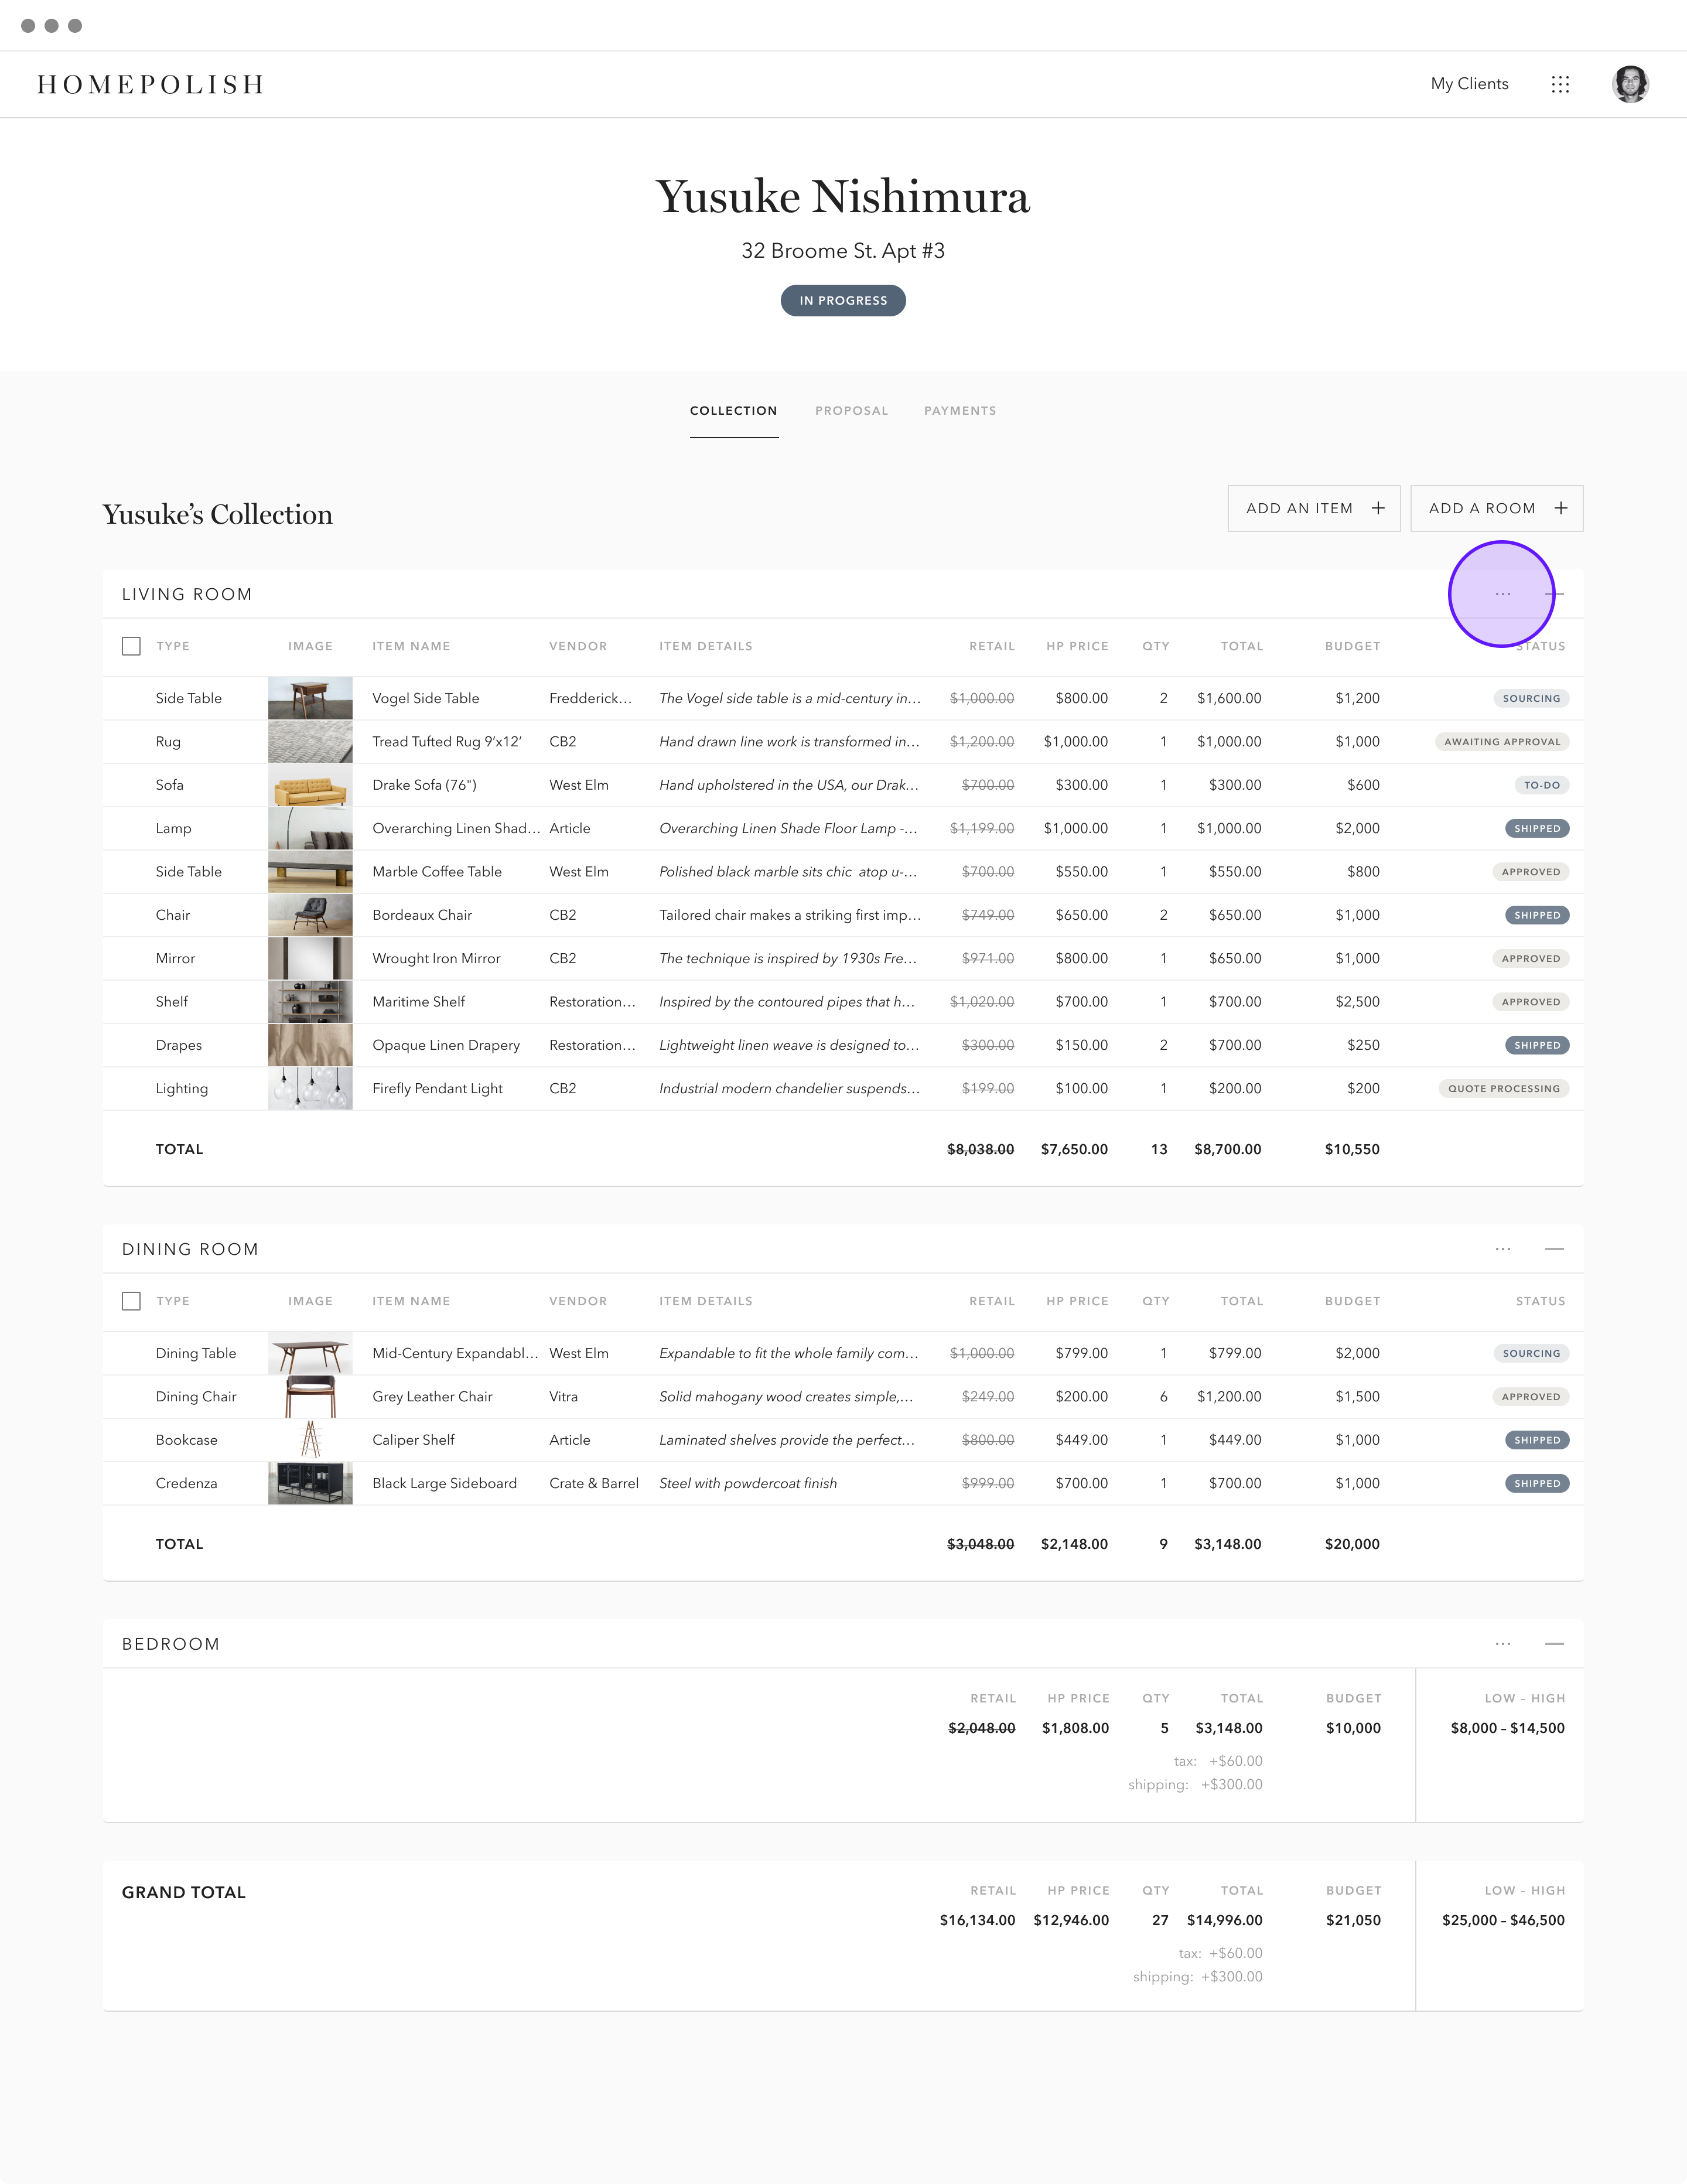 HOMEPOLISH
My Clients
Yusuke Nishimura
32 Broome St. Apt #3
IN PROGRESS
COLLECTION PROPOSAL PAYMENTS
Yusuke’s Collection
ADD AN ITEM + ADD A ROOM +
LIVING ROOM
TYPE IMAGE ITEM NAME VENDOR ITEM DETAILS RETAIL HP PRICE QTY TOTAL BUDGET STATUS
Side Table Vogel Side Table Fredderick… The Vogel side table is a mid-century in… $1,000.00 $800.00 2 $1,600.00 $1,200 SOURCING
Rug Tread Tufted Rug 9’x12’ CB2 Hand drawn line work is transformed in… $1,200.00 $1,000.00 1 $1,000.00 $1,000 AWAITING APPROVAL
Sofa Drake Sofa (76") West Elm Hand upholstered in the USA, our Drak… $700.00 $300.00 1 $300.00 $600 TO-DO
Lamp Overarching Linen Shad… Article Overarching Linen Shade Floor Lamp -… $1,199.00 $1,000.00 1 $1,000.00 $2,000 SHIPPED
Side Table Marble Coffee Table West Elm Polished black marble sits chic atop u-… $700.00 $550.00 1 $550.00 $800 APPROVED
Chair Bordeaux Chair CB2 Tailored chair makes a striking first imp… $749.00 $650.00 2 $650.00 $1,000 SHIPPED
Mirror Wrought Iron Mirror CB2 The technique is inspired by 1930s Fre… $971.00 $800.00 1 $650.00 $1,000 APPROVED
Shelf Maritime Shelf Restoration… Inspired by the contoured pipes that h… $1,020.00 $700.00 1 $700.00 $2,500 APPROVED
Drapes Opaque Linen Drapery Restoration… Lightweight linen weave is designed to… $300.00 $150.00 2 $700.00 $250 SHIPPED
Lighting Firefly Pendant Light CB2 Industrial modern chandelier suspends… $199.00 $100.00 1 $200.00 $200 QUOTE PROCESSING
TOTAL $8,038.00 $7,650.00 13 $8,700.00 $10,550
DINING ROOM
TYPE IMAGE ITEM NAME VENDOR ITEM DETAILS RETAIL HP PRICE QTY TOTAL BUDGET STATUS
Dining Table Mid-Century Expandabl… West Elm Expandable to fit the whole family com… $1,000.00 $799.00 1 $799.00 $2,000 SOURCING
Dining Chair Grey Leather Chair Vitra Solid mahogany wood creates simple,… $249.00 $200.00 6 $1,200.00 $1,500 APPROVED
Bookcase Caliper Shelf Article Laminated shelves provide the perfect… $800.00 $449.00 1 $449.00 $1,000 SHIPPED
Credenza Black Large Sideboard Crate & Barrel Steel with powdercoat finish $999.00 $700.00 1 $700.00 $1,000 SHIPPED
TOTAL $3,048.00 $2,148.00 9 $3,148.00 $20,000
BEDROOM
RETAIL HP PRICE QTY TOTAL BUDGET LOW – HIGH
$2,048.00 $1,808.00 5 $3,148.00 $10,000 $8,000 – $14,500
tax: +$60.00
shipping: +$300.00
GRAND TOTAL RETAIL HP PRICE QTY TOTAL BUDGET LOW – HIGH
$16,134.00 $12,946.00 27 $14,996.00 $21,050 $25,000 – $46,500
tax: +$60.00
shipping: +$300.00